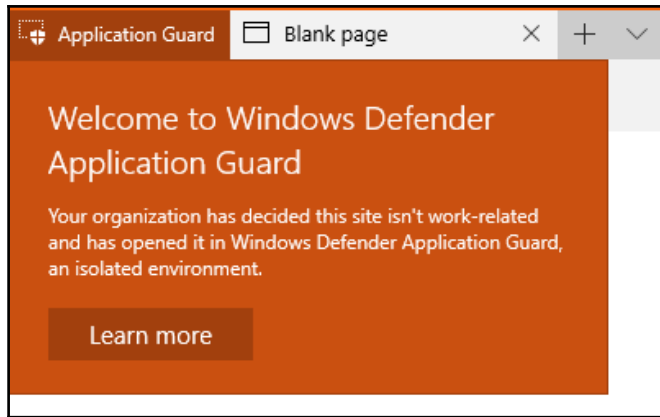 Application Guard Blank page
Welcome to Windows Defender
Application Guard
Your organization has decided this site isn't work-related
and has opened it in Windows Defender Application Guard,
an isolated environment.
Learn more